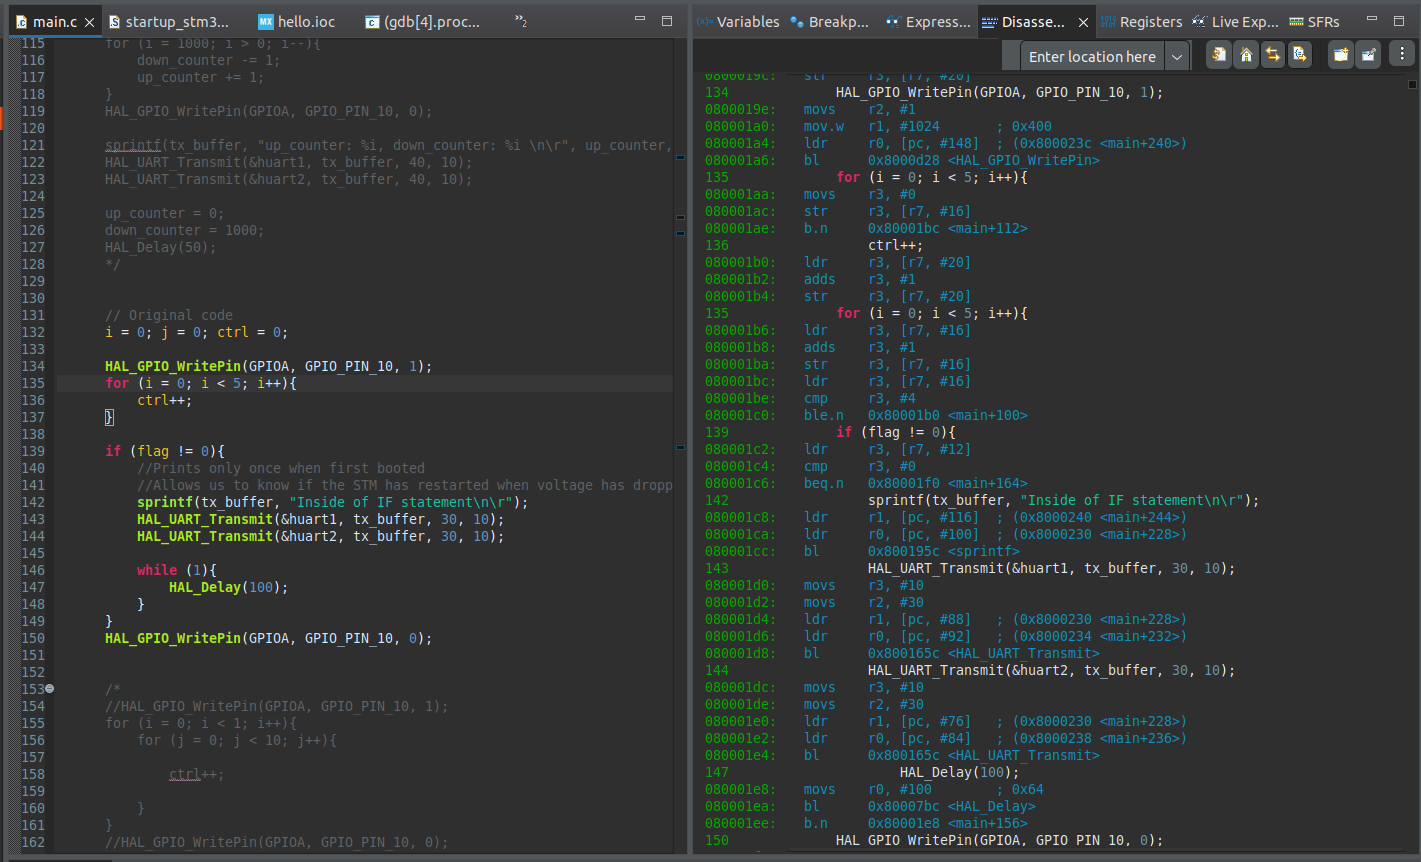 main.c
startup_stm3...
MX hello.ioc
(gdb[4].proc...
»2
115 for (i = 1000; i > 0; i--){
116 down_counter -= 1;
117 up_counter += 1;
118 }
119 HAL_GPIO_WritePin(GPIOA, GPIO_PIN_10, 0);
120
121 sprintf(tx_buffer, "up_counter: %i, down_counter: %i \n\r", up_counter,
122 HAL_UART_Transmit(&huart1, tx_buffer, 40, 10);
123 HAL_UART_Transmit(&huart2, tx_buffer, 40, 10);
124
125 up_counter = 0;
126 down_counter = 1000;
127 HAL_Delay(50);
128 */
129
130
131 // Original code
132 i = 0; j = 0; ctrl = 0;
133
134 HAL_GPIO_WritePin(GPIOA, GPIO_PIN_10, 1);
135 for (i = 0; i < 5; i++){
136 ctrl++;
137 }
138
139 if (flag != 0){
140 //Prints only once when first booted
141 //Allows us to know if the STM has restarted when voltage has dropp
142 sprintf(tx_buffer, "Inside of IF statement\n\r");
143 HAL_UART_Transmit(&huart1, tx_buffer, 30, 10);
144 HAL_UART_Transmit(&huart2, tx_buffer, 30, 10);
145
146 while (1){
147 HAL_Delay(100);
148 }
149 }
150 HAL_GPIO_WritePin(GPIOA, GPIO_PIN_10, 0);
151
152
153 /*
154 //HAL_GPIO_WritePin(GPIOA, GPIO_PIN_10, 1);
155 for (i = 0; i < 1; i++){
156 for (j = 0; j < 10; j++){
157
158 ctrl++;
159
160 }
161 }
162 //HAL_GPIO_WritePin(GPIOA, GPIO_PIN_10, 0);
(x)= Variables
Breakp...
Express...
Disasse...
Registers
Live Exp...
SFRs
Enter location here
0800019c: str r3, [r7, #20]
134 HAL_GPIO_WritePin(GPIOA, GPIO_PIN_10, 1);
0800019e: movs r2, #1
080001a0: mov.w r1, #1024 ; 0x400
080001a4: ldr r0, [pc, #148] ; (0x800023c <main+240>)
080001a6: bl 0x8000d28 <HAL_GPIO_WritePin>
135 for (i = 0; i < 5; i++){
080001aa: movs r3, #0
080001ac: str r3, [r7, #16]
080001ae: b.n 0x80001bc <main+112>
136 ctrl++;
080001b0: ldr r3, [r7, #20]
080001b2: adds r3, #1
080001b4: str r3, [r7, #20]
135 for (i = 0; i < 5; i++){
080001b6: ldr r3, [r7, #16]
080001b8: adds r3, #1
080001ba: str r3, [r7, #16]
080001bc: ldr r3, [r7, #16]
080001be: cmp r3, #4
080001c0: ble.n 0x80001b0 <main+100>
139 if (flag != 0){
080001c2: ldr r3, [r7, #12]
080001c4: cmp r3, #0
080001c6: beq.n 0x80001f0 <main+164>
142 sprintf(tx_buffer, "Inside of IF statement\n\r");
080001c8: ldr r1, [pc, #116] ; (0x8000240 <main+244>)
080001ca: ldr r0, [pc, #100] ; (0x8000230 <main+228>)
080001cc: bl 0x800195c <sprintf>
143 HAL_UART_Transmit(&huart1, tx_buffer, 30, 10);
080001d0: movs r3, #10
080001d2: movs r2, #30
080001d4: ldr r1, [pc, #88] ; (0x8000230 <main+228>)
080001d6: ldr r0, [pc, #92] ; (0x8000234 <main+232>)
080001d8: bl 0x800165c <HAL_UART_Transmit>
144 HAL_UART_Transmit(&huart2, tx_buffer, 30, 10);
080001dc: movs r3, #10
080001de: movs r2, #30
080001e0: ldr r1, [pc, #76] ; (0x8000230 <main+228>)
080001e2: ldr r0, [pc, #84] ; (0x8000238 <main+236>)
080001e4: bl 0x800165c <HAL_UART_Transmit>
147 HAL_Delay(100);
080001e8: movs r0, #100 ; 0x64
080001ea: bl 0x80007bc <HAL_Delay>
080001ee: b.n 0x80001e8 <main+156>
150 HAL_GPIO_WritePin(GPIOA, GPIO_PIN_10, 0);